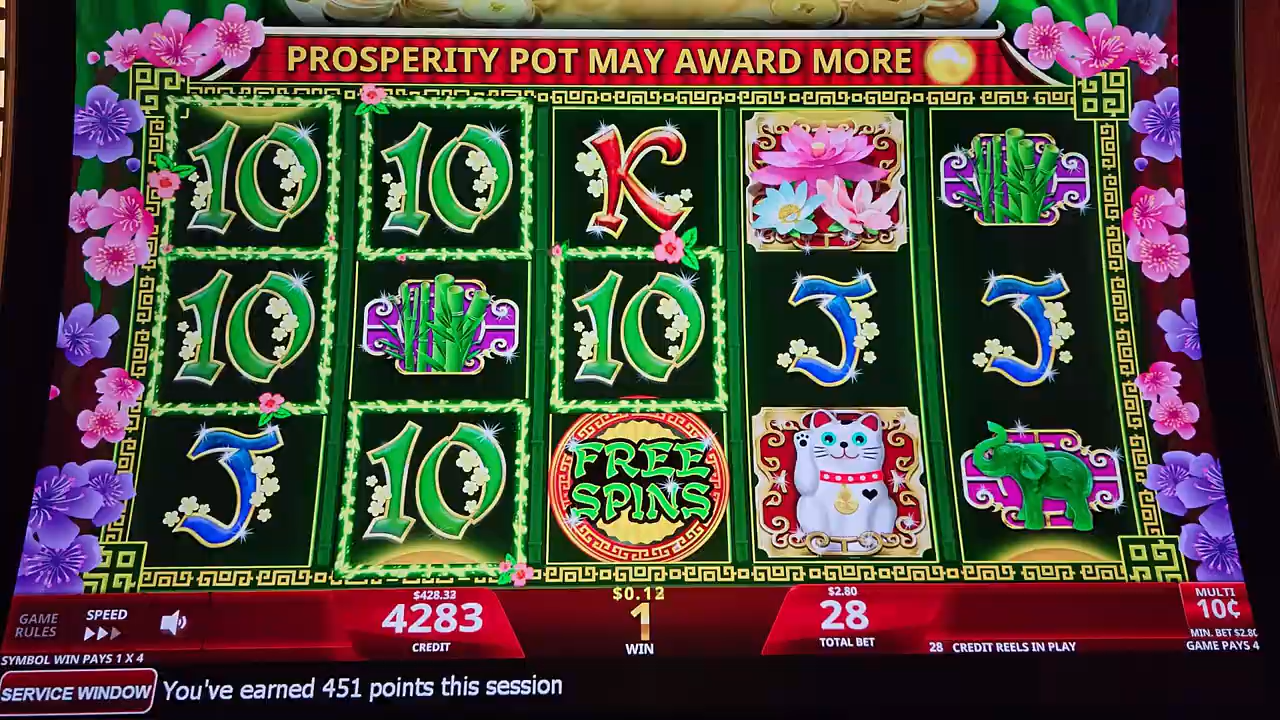 PROSPERITY POT MAY AWARD MORE
10 10 K
10 10 J J
J 10 FREE
SPINS
GAME
RULES
SPEED
$428.33
4283
CREDIT
$0.12
1
WIN
$2.80
28
TOTAL BET
28 CREDIT REELS IN PLAY
MULTI
10¢
MIN. BET $2.80
GAME PAYS 4
SYMBOL WIN PAYS 1 X 4
SERVICE WINDOW
You've earned 451 points this session